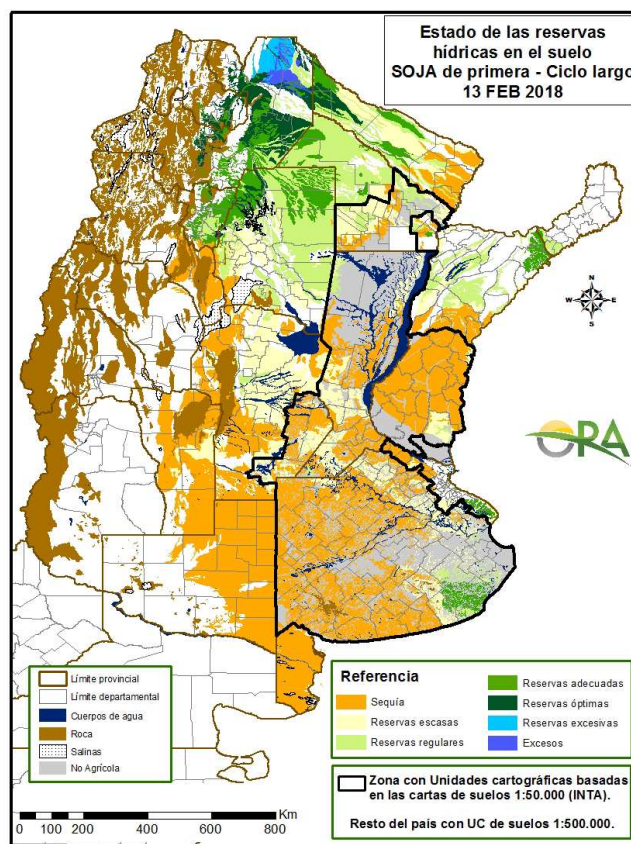 Estado de las reservas
hídricas en el suelo
SOJA de primera - Ciclo largo
13 FEB 2018
N
W E
S
ORA
Límite provincial
Límite departamental
Cuerpos de agua
Roca
Salinas
No Agrícola
Referencia
Sequía
Reservas escasas
Reservas regulares
Reservas adecuadas
Reservas óptimas
Reservas excesivas
Excesos
Zona con Unidades cartográficas basadas
en las cartas de suelos 1:50.000 (INTA).
Resto del país con UC de suelos 1:500.000.
Km
0 100 200 400 600 800